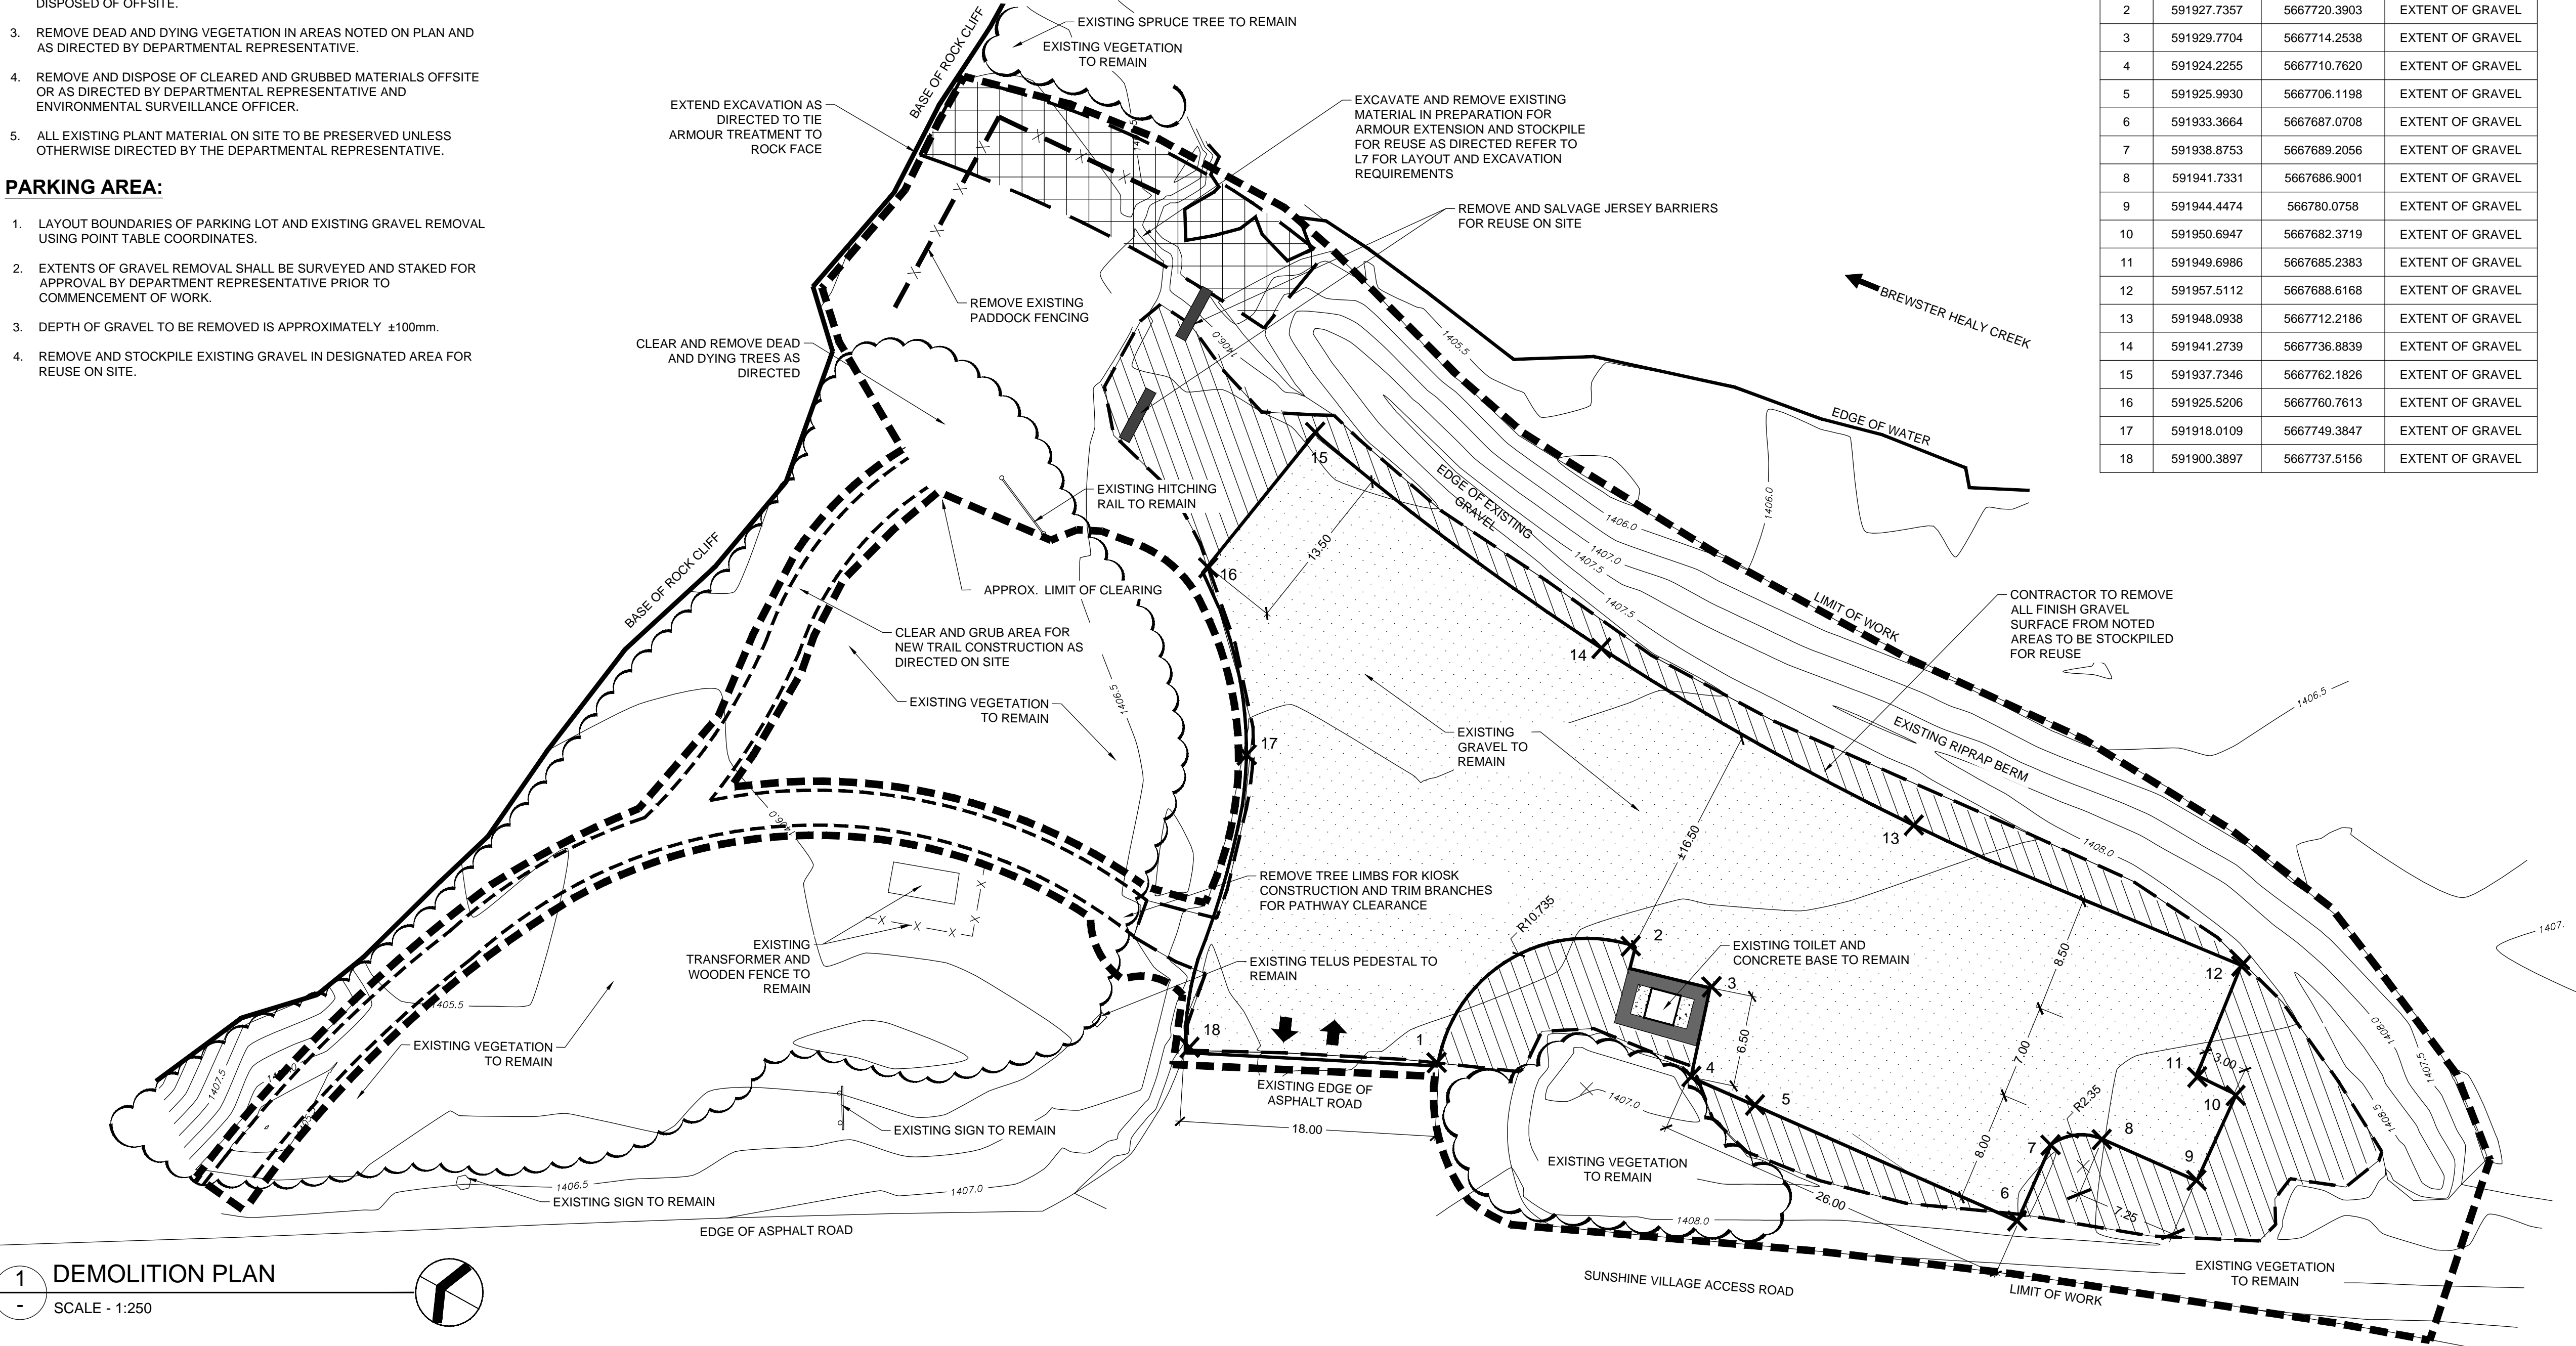 DISPOSED OF OFFSITE.
3. REMOVE DEAD AND DYING VEGETATION IN AREAS NOTED ON PLAN AND
AS DIRECTED BY DEPARTMENTAL REPRESENTATIVE.
4. REMOVE AND DISPOSE OF CLEARED AND GRUBBED MATERIALS OFFSITE
OR AS DIRECTED BY DEPARTMENTAL REPRESENTATIVE AND
ENVIRONMENTAL SURVEILLANCE OFFICER.
5. ALL EXISTING PLANT MATERIAL ON SITE TO BE PRESERVED UNLESS
OTHERWISE DIRECTED BY THE DEPARTMENTAL REPRESENTATIVE.
PARKING AREA:
1. LAYOUT BOUNDARIES OF PARKING LOT AND EXISTING GRAVEL REMOVAL
USING POINT TABLE COORDINATES.
2. EXTENTS OF GRAVEL REMOVAL SHALL BE SURVEYED AND STAKED FOR
APPROVAL BY DEPARTMENT REPRESENTATIVE PRIOR TO
COMMENCEMENT OF WORK.
3. DEPTH OF GRAVEL TO BE REMOVED IS APPROXIMATELY ±100mm.
4. REMOVE AND STOCKPILE EXISTING GRAVEL IN DESIGNATED AREA FOR
REUSE ON SITE.
BASE OF ROCK CLIFF
EXISTING SPRUCE TREE TO REMAIN
EXISTING VEGETATION
TO REMAIN
EXTEND EXCAVATION AS
DIRECTED TO TIE
ARMOUR TREATMENT TO
ROCK FACE
EXCAVATE AND REMOVE EXISTING
MATERIAL IN PREPARATION FOR
ARMOUR EXTENSION AND STOCKPILE
FOR REUSE AS DIRECTED REFER TO
L7 FOR LAYOUT AND EXCAVATION
REQUIREMENTS
REMOVE AND SALVAGE JERSEY BARRIERS
FOR REUSE ON SITE
REMOVE EXISTING
PADDOCK FENCING
CLEAR AND REMOVE DEAD
AND DYING TREES AS
DIRECTED
1406.0
1405.5
BREWSTER HEALY CREEK
EDGE OF WATER
2 591927.7357 5667720.3903 EXTENT OF GRAVEL
3 591929.7704 5667714.2538 EXTENT OF GRAVEL
4 591924.2255 5667710.7620 EXTENT OF GRAVEL
5 591925.9930 5667706.1198 EXTENT OF GRAVEL
6 591933.3664 5667687.0708 EXTENT OF GRAVEL
7 591938.8753 5667689.2056 EXTENT OF GRAVEL
8 591941.7331 5667686.9001 EXTENT OF GRAVEL
9 591944.4474 566780.0758 EXTENT OF GRAVEL
10 591950.6947 5667682.3719 EXTENT OF GRAVEL
11 591949.6986 5667685.2383 EXTENT OF GRAVEL
12 591957.5112 5667688.6168 EXTENT OF GRAVEL
13 591948.0938 5667712.2186 EXTENT OF GRAVEL
14 591941.2739 5667736.8839 EXTENT OF GRAVEL
15 591937.7346 5667762.1826 EXTENT OF GRAVEL
16 591925.5206 5667760.7613 EXTENT OF GRAVEL
17 591918.0109 5667749.3847 EXTENT OF GRAVEL
18 591900.3897 5667737.5156 EXTENT OF GRAVEL
15
EDGE OF EXISTING
GRAVEL
EXISTING HITCHING
RAIL TO REMAIN
13.50
1406.0
1407.0
1407.5
1407.5
1406.0
BASE OF ROCK CLIFF
16
APPROX. LIMIT OF CLEARING
CLEAR AND GRUB AREA FOR
NEW TRAIL CONSTRUCTION AS
DIRECTED ON SITE
LIMIT OF WORK
CONTRACTOR TO REMOVE
ALL FINISH GRAVEL
SURFACE FROM NOTED
AREAS TO BE STOCKPILED
FOR REUSE
14
EXISTING VEGETATION
TO REMAIN
1406.5
1406.5
17
EXISTING
GRAVEL TO
REMAIN
EXISTING RIPRAP BERM
1406.0
±16.50
13
1408.0
REMOVE TREE LIMBS FOR KIOSK
CONSTRUCTION AND TRIM BRANCHES
FOR PATHWAY CLEARANCE
R10.735
2
EXISTING
TRANSFORMER AND
WOODEN FENCE TO
REMAIN
EXISTING TOILET AND
CONCRETE BASE TO REMAIN
EXISTING TELUS PEDESTAL TO
REMAIN
8.50
12
1407.
3
1405.5
18
1
6.50
7.00
11
3.00
1408.0
1407.5
EXISTING VEGETATION
TO REMAIN
1407.5
EXISTING EDGE OF
ASPHALT ROAD
4
5
1407.0
R2.35
10
1408.5
18.00
EXISTING SIGN TO REMAIN
8.00
7
8
9
EXISTING VEGETATION
TO REMAIN
1406.5
1407.0
EXISTING SIGN TO REMAIN
6
26.00
7.25
1408.0
EDGE OF ASPHALT ROAD
SUNSHINE VILLAGE ACCESS ROAD
LIMIT OF WORK
EXISTING VEGETATION
TO REMAIN
1
-
DEMOLITION PLAN
SCALE - 1:250